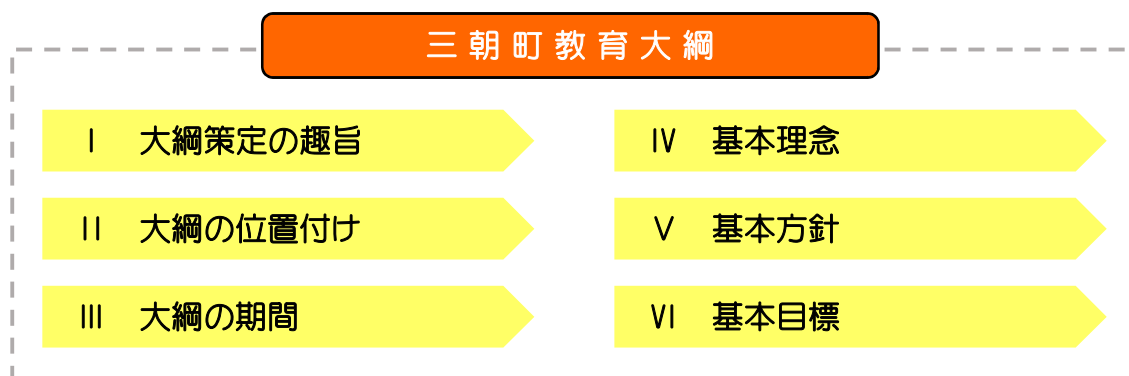 三朝町教育大綱
Ⅰ 大綱策定の趣旨
Ⅱ 大綱の位置付け
Ⅲ 大綱の期間
Ⅳ 基本理念
Ⅴ 基本方針
Ⅵ 基本目標